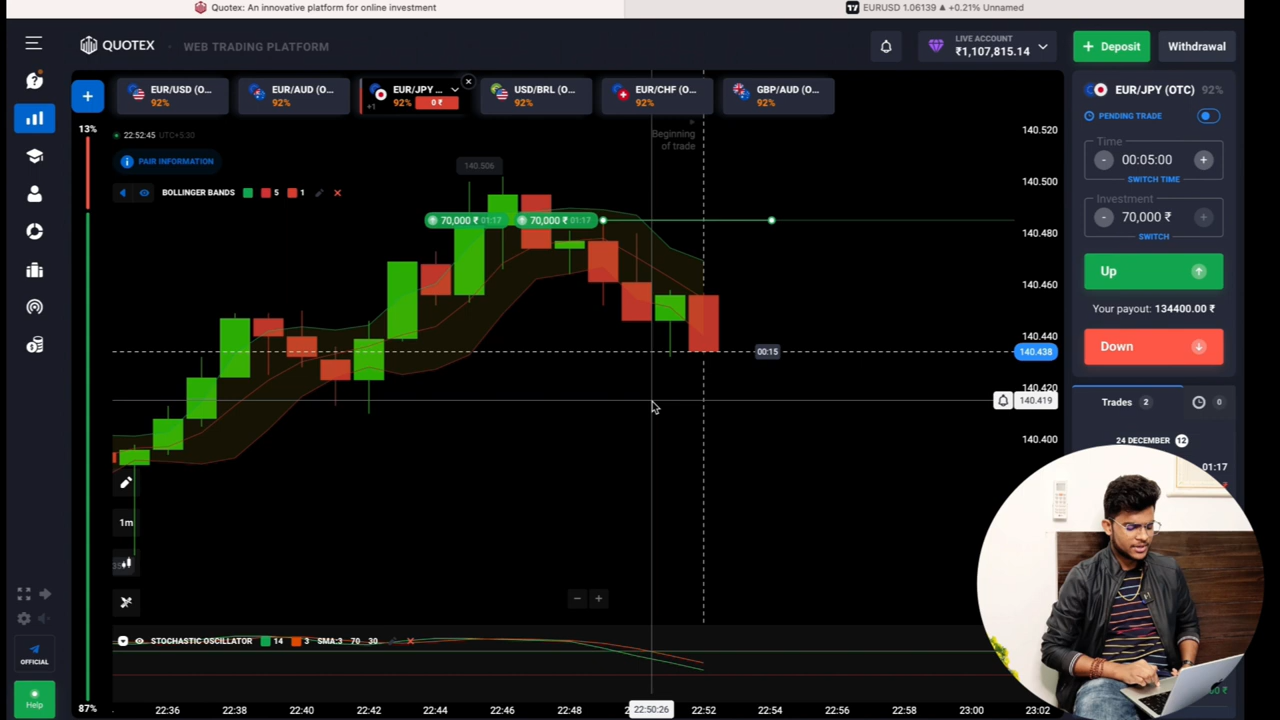 Quotex: An innovative platform for online investment
EURUSD 1.06139 ▲ +0.21% Unnamed
QUOTEX
WEB TRADING PLATFORM
LIVE ACCOUNT
₹1,107,815.14
+ Deposit
Withdrawal
+
EUR/USD (O...
92%
EUR/AUD (O...
92%
EUR/JPY ...
+1
92%
0 ₹
USD/BRL (O...
92%
EUR/CHF (O...
92%
GBP/AUD (O...
92%
13%
22:52:45 UTC+5:30
PAIR INFORMATION
BOLLINGER BANDS 5 1
Beginning
of trade
140.506
70,000 ₹ 01:17
70,000 ₹ 01:17
00:15
140.520
140.500
140.480
140.460
140.440
140.438
140.420
140.419
140.400
EUR/JPY (OTC) 92%
PENDING TRADE
Time
- 00:05:00 +
SWITCH TIME
Investment
- 70,000 ₹ +
SWITCH
Up
Your payout: 134400.00 ₹
Down
Trades 2
0
24 DECEMBER 12
01:17
1m
STOCHASTIC OSCILLATOR 14 3 SMA:3 70 30
OFFICIAL
Help
87%
22:36
22:38
22:40
22:42
22:44
22:46
22:48
22:50:26
22:52
22:54
22:56
22:58
23:00
23:02